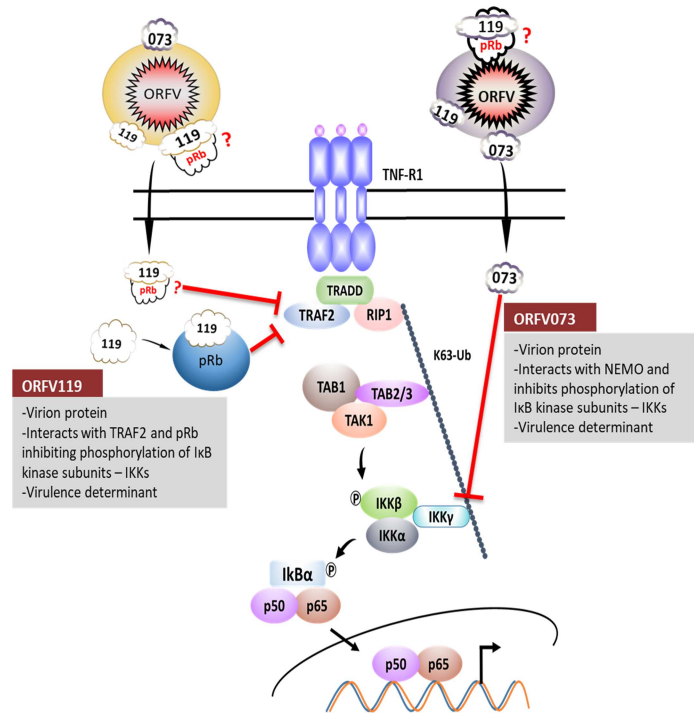 073
ORFV
119
119
pRb
?
119
pRb
?
ORFV
119
073
TNF-R1
119
pRb
?
TRADD
TRAF2
RIP1
073
119
119
pRb
K63-Ub
ORFV119
-Virion protein
-Interacts with TRAF2 and pRb
inhibiting phosphorylation of IκB
kinase subunits – IKKs
-Virulence determinant
ORFV073
-Virion protein
-Interacts with NEMO and
inhibits phosphorylation of
IκB kinase subunits – IKKs
-Virulence determinant
TAB1
TAB2/3
TAK1
P
IKKβ
IKKγ
IKKα
IkBα
P
p50
p65
p50
p65